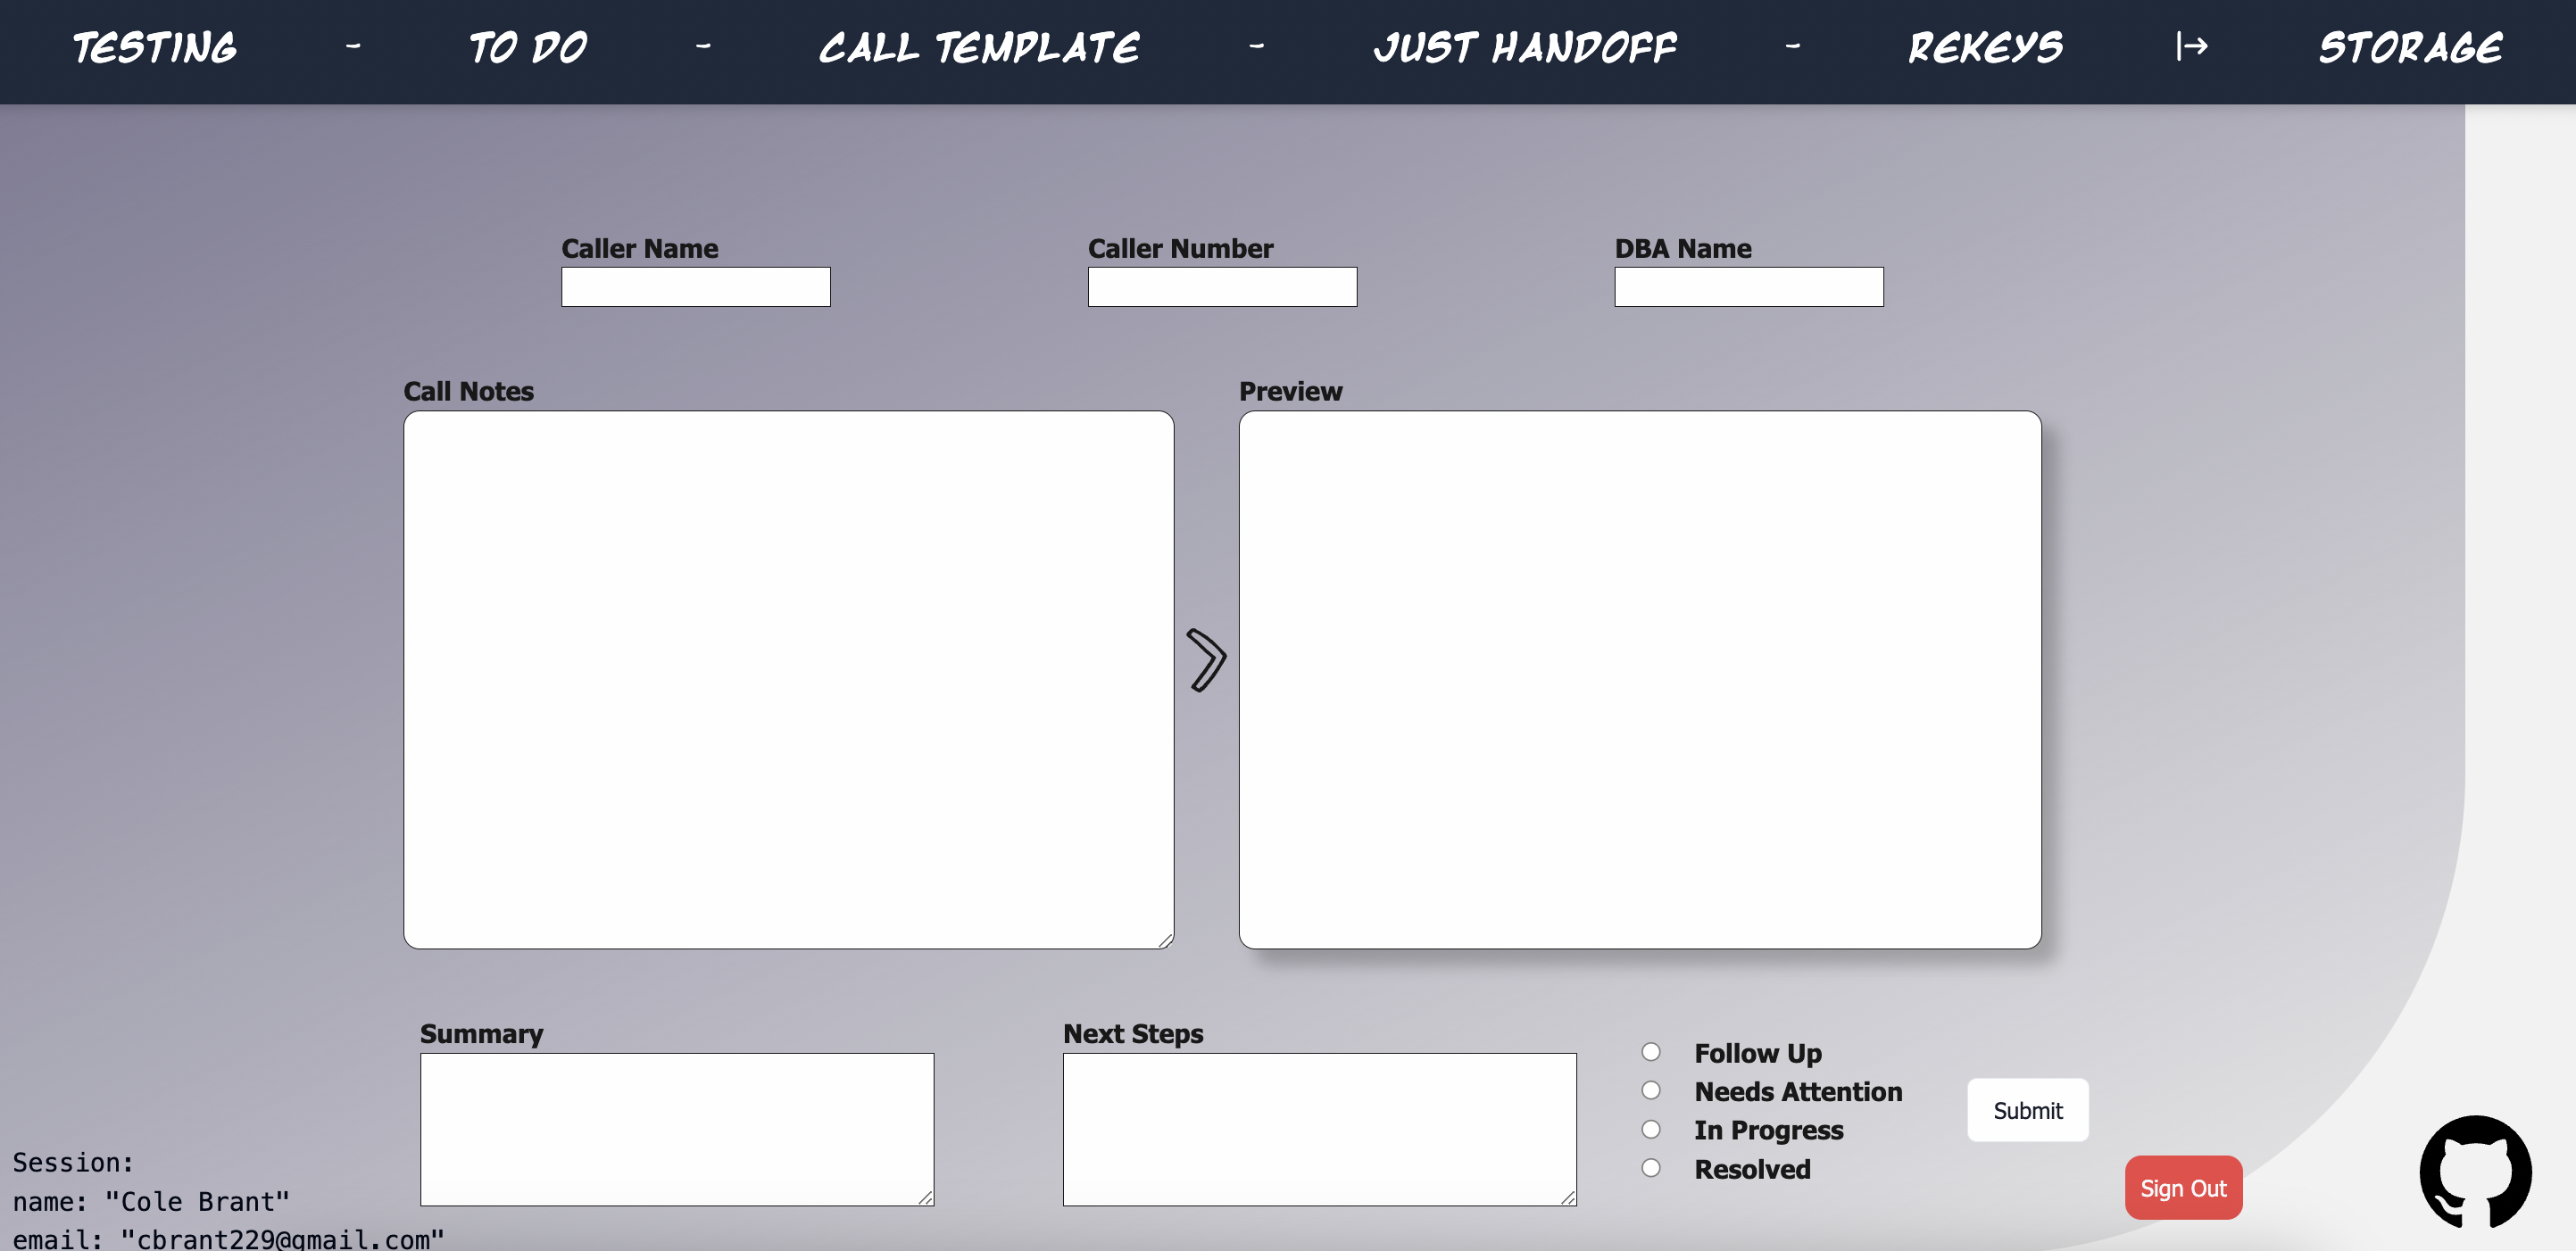 TESTING - TO DO - CALL TEMPLATE - JUST HANDOFF - REKEYS |→ STORAGE
Caller Name Caller Number DBA Name
Call Notes Preview
Summary Next Steps
Follow Up
Needs Attention
In Progress
Resolved
Submit
Session:
name: "Cole Brant"
email: "cbrant229@gmail.com"
Sign Out